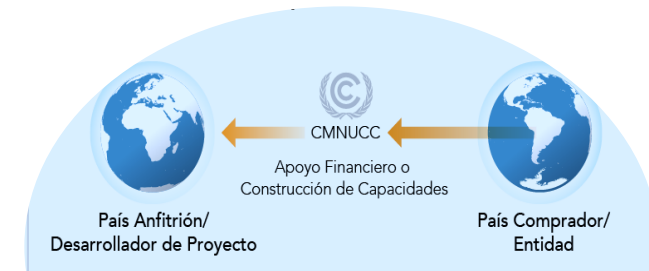 CMNUCC
Apoyo Financiero o
Construcción de Capacidades
País Anfitrión/
Desarrollador de Proyecto
País Comprador/
Entidad